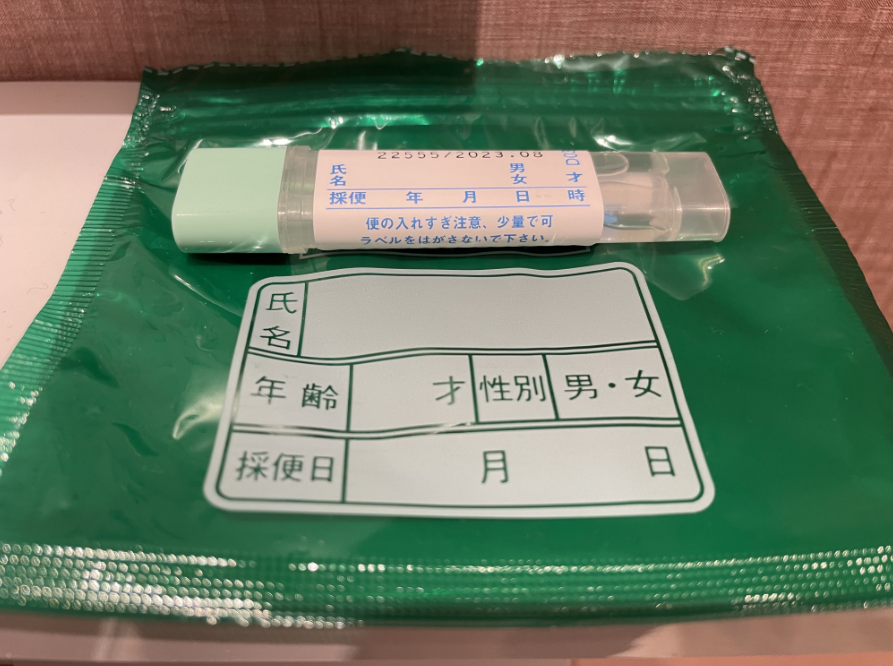 22555/2023.08
氏名 男女 才
採便 年 月 日 時
便の入れすぎ注意、少量で可
ラベルをはがさないで下さい。
氏名
年齢 才 性別 男・女
採便日 月 日